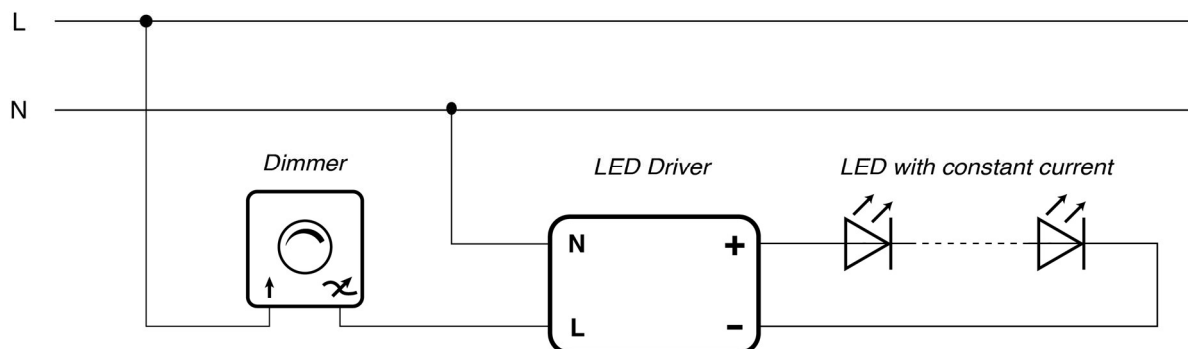 L
N
Dimmer
LED Driver
LED with constant current
N
+
L
-